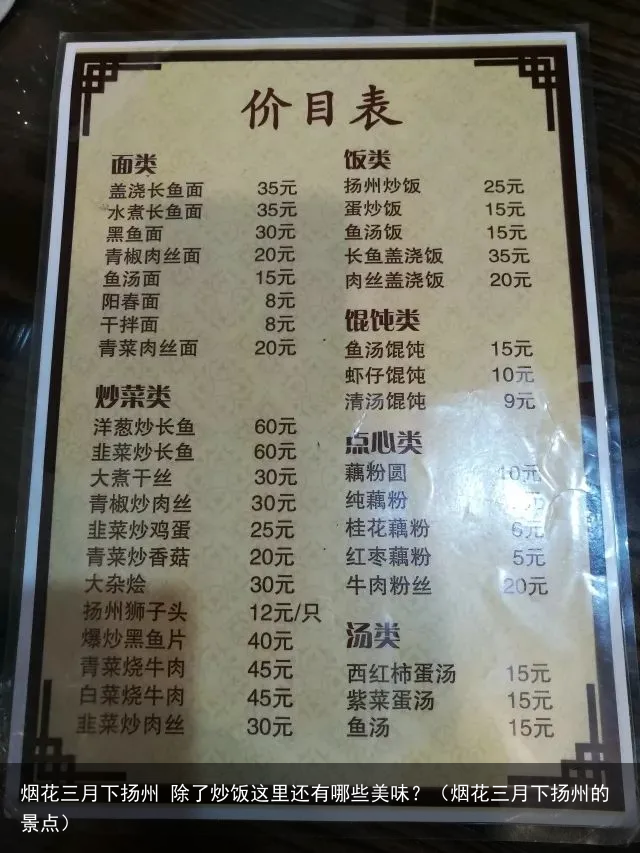 价目表
面类
盖浇长鱼面 35元
水煮长鱼面 35元
黑鱼面 30元
青椒肉丝面 20元
鱼汤面 15元
阳春面 8元
干拌面 8元
青菜肉丝面 20元
炒菜类
洋葱炒长鱼 60元
韭菜炒长鱼 60元
大煮干丝 30元
青椒炒肉丝 30元
韭菜炒鸡蛋 25元
青菜炒香菇 20元
大杂烩 30元
扬州狮子头 12元/只
爆炒黑鱼片 40元
青菜烧牛肉 45元
白菜烧牛肉 45元
韭菜炒肉丝 30元
饭类
扬州炒饭 25元
蛋炒饭 15元
鱼汤饭 15元
长鱼盖浇饭 35元
肉丝盖浇饭 20元
馄饨类
鱼汤馄饨 15元
虾仔馄饨 10元
清汤馄饨 9元
点心类
藕粉圆 10元
纯藕粉
桂花藕粉 6元
红枣藕粉 5元
牛肉粉丝 20元
汤类
西红柿蛋汤 15元
紫菜蛋汤 15元
鱼汤 15元
烟花三月下扬州 除了炒饭这里还有哪些美味？（烟花三月下扬州的
景点）